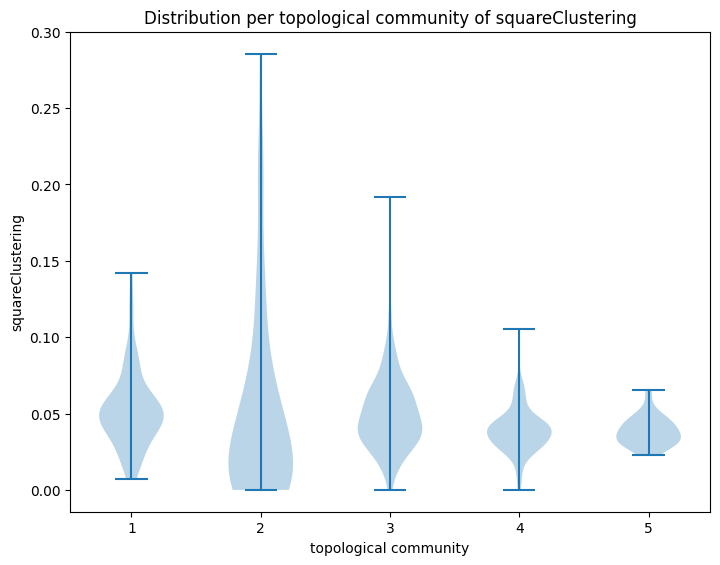 Distribution per topological community of squareClustering
squareClustering
0.30
0.25
0.20
0.15
0.10
0.05
0.00
1 2 3 4 5
topological community